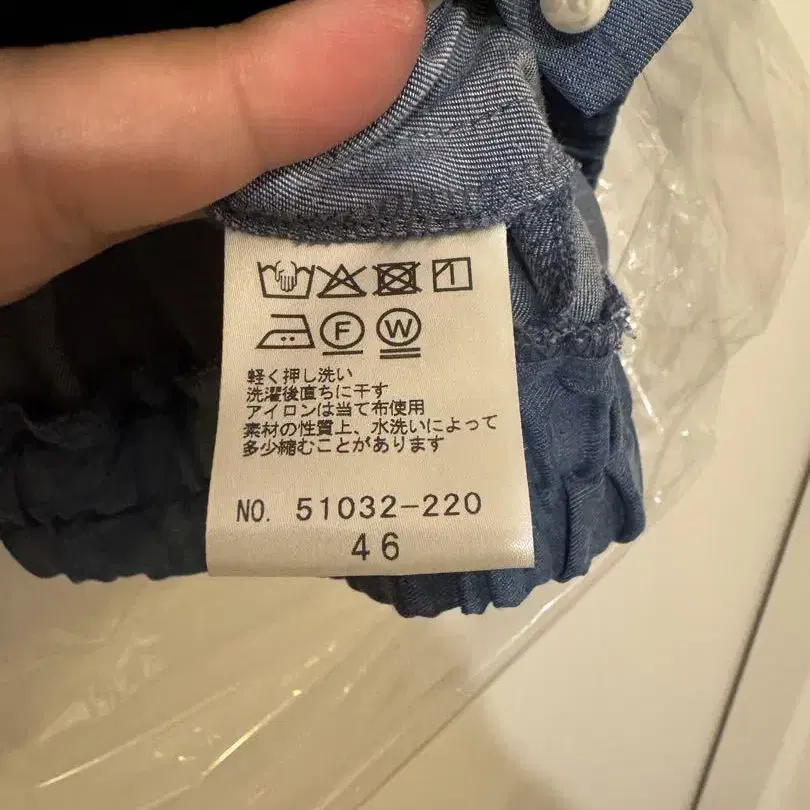 F W
軽く押し洗い
洗濯後直ちに干す
アイロンは当て布使用
素材の性質上、水洗いによって
多少縮むことがあります
NO. 51032-220
46